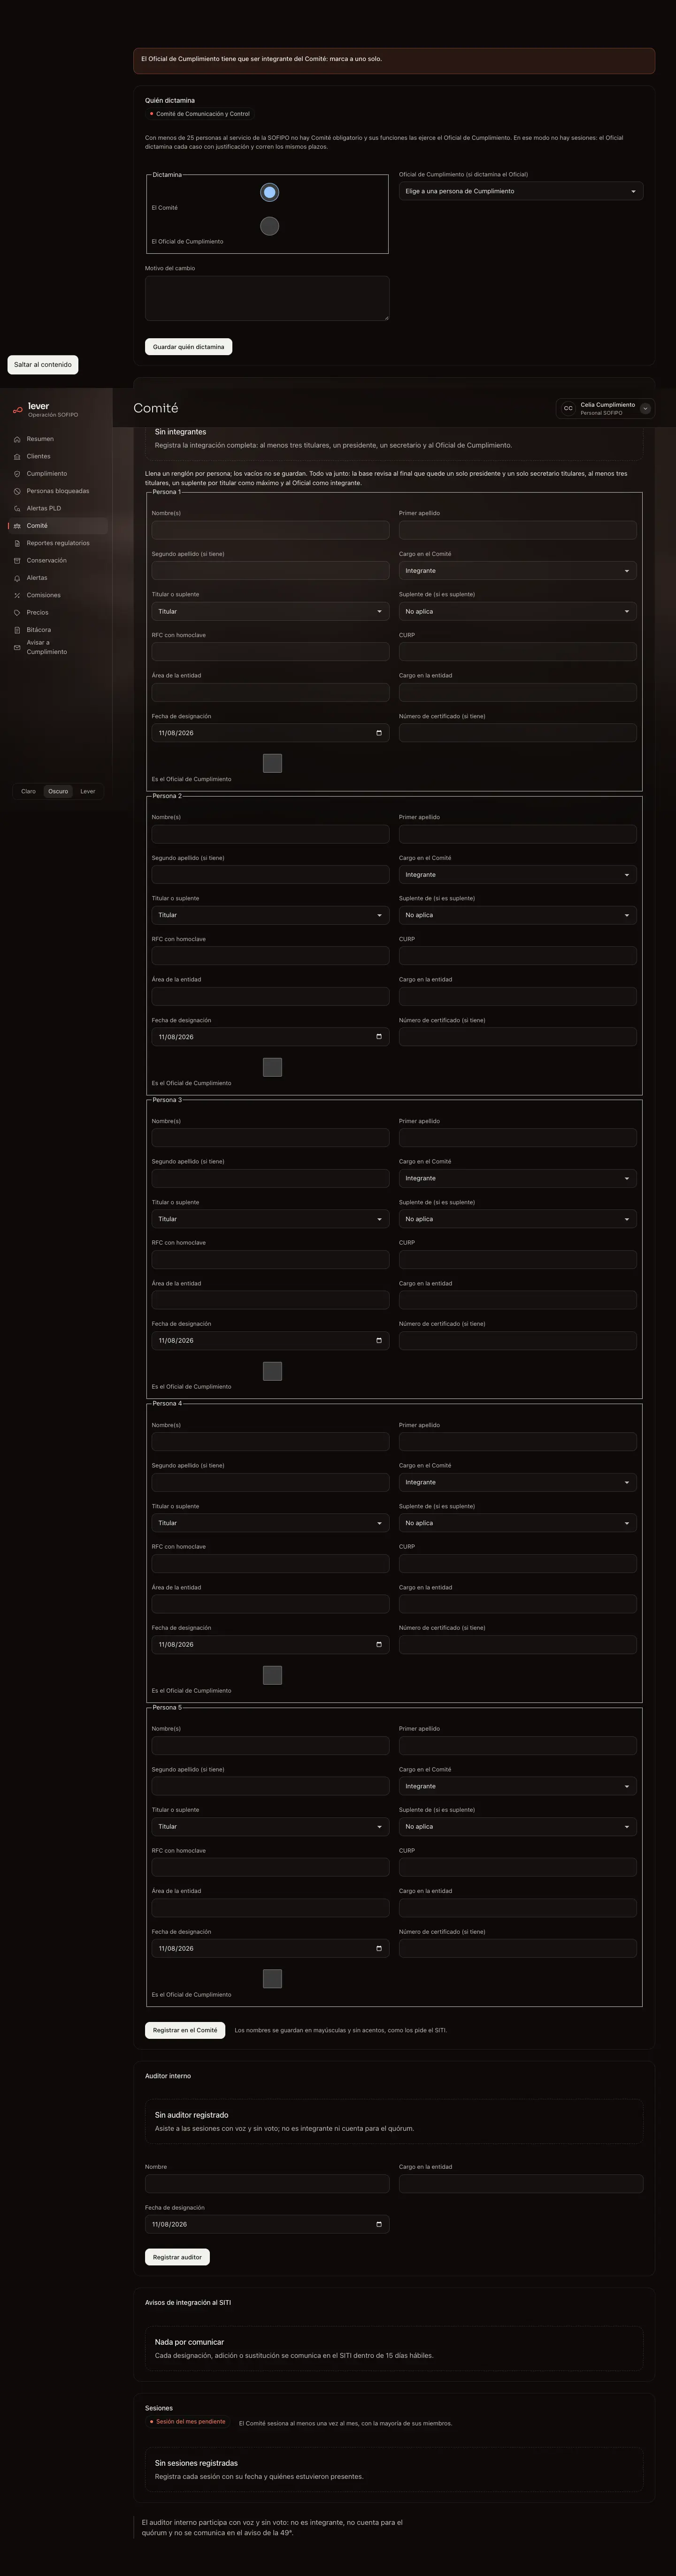 El Oficial de Cumplimiento tiene que ser integrante del Comité: marca a uno solo.
Quién dictamina
Comité de Comunicación y Control
Con menos de 25 personas al servicio de la SOFIPO no hay Comité obligatorio y sus funciones las ejerce el Oficial de Cumplimiento. En ese modo no hay sesiones: el Oficial
dictamina cada caso con justificación y corren los mismos plazos.
Dictamina
El Comité
El Oficial de Cumplimiento
Oficial de Cumplimiento (si dictamina el Oficial)
Elige a una persona de Cumplimiento
Motivo del cambio
Guardar quién dictamina
Saltar al contenido
lever
Operación SOFIPO
Resumen
Clientes
Cumplimiento
Personas bloqueadas
Alertas PLD
Comité
Reportes regulatorios
Conservación
Alertas
Comisiones
Precios
Bitácora
Avisar a
Cumplimiento
Claro
Oscuro
Lever
Comité
CC
Celia Cumplimiento
Personal SOFIPO
Sin integrantes
Registra la integración completa: al menos tres titulares, un presidente, un secretario y al Oficial de Cumplimiento.
Llena un renglón por persona; los vacíos no se guardan. Todo va junto: la base revisa al final que quede un solo presidente y un solo secretario titulares, al menos tres
titulares, un suplente por titular como máximo y al Oficial como integrante.
Persona 1
Nombre(s)
Primer apellido
Segundo apellido (si tiene)
Cargo en el Comité
Integrante
Titular o suplente
Suplente de (si es suplente)
Titular
No aplica
RFC con homoclave
CURP
Área de la entidad
Cargo en la entidad
Fecha de designación
Número de certificado (si tiene)
11/08/2026
Es el Oficial de Cumplimiento
Persona 2
Nombre(s)
Primer apellido
Segundo apellido (si tiene)
Cargo en el Comité
Integrante
Titular o suplente
Suplente de (si es suplente)
Titular
No aplica
RFC con homoclave
CURP
Área de la entidad
Cargo en la entidad
Fecha de designación
Número de certificado (si tiene)
11/08/2026
Es el Oficial de Cumplimiento
Persona 3
Nombre(s)
Primer apellido
Segundo apellido (si tiene)
Cargo en el Comité
Integrante
Titular o suplente
Suplente de (si es suplente)
Titular
No aplica
RFC con homoclave
CURP
Área de la entidad
Cargo en la entidad
Fecha de designación
Número de certificado (si tiene)
11/08/2026
Es el Oficial de Cumplimiento
Persona 4
Nombre(s)
Primer apellido
Segundo apellido (si tiene)
Cargo en el Comité
Integrante
Titular o suplente
Suplente de (si es suplente)
Titular
No aplica
RFC con homoclave
CURP
Área de la entidad
Cargo en la entidad
Fecha de designación
Número de certificado (si tiene)
11/08/2026
Es el Oficial de Cumplimiento
Persona 5
Nombre(s)
Primer apellido
Segundo apellido (si tiene)
Cargo en el Comité
Integrante
Titular o suplente
Suplente de (si es suplente)
Titular
No aplica
RFC con homoclave
CURP
Área de la entidad
Cargo en la entidad
Fecha de designación
Número de certificado (si tiene)
11/08/2026
Es el Oficial de Cumplimiento
Registrar en el Comité
Los nombres se guardan en mayúsculas y sin acentos, como los pide el SITI.
Auditor interno
Sin auditor registrado
Asiste a las sesiones con voz y sin voto; no es integrante ni cuenta para el quórum.
Nombre
Cargo en la entidad
Fecha de designación
11/08/2026
Registrar auditor
Avisos de integración al SITI
Nada por comunicar
Cada designación, adición o sustitución se comunica en el SITI dentro de 15 días hábiles.
Sesiones
Sesión del mes pendiente
El Comité sesiona al menos una vez al mes, con la mayoría de sus miembros.
Sin sesiones registradas
Registra cada sesión con su fecha y quiénes estuvieron presentes.
El auditor interno participa con voz y sin voto: no es integrante, no cuenta para el
quórum y no se comunica en el aviso de la 49ª.